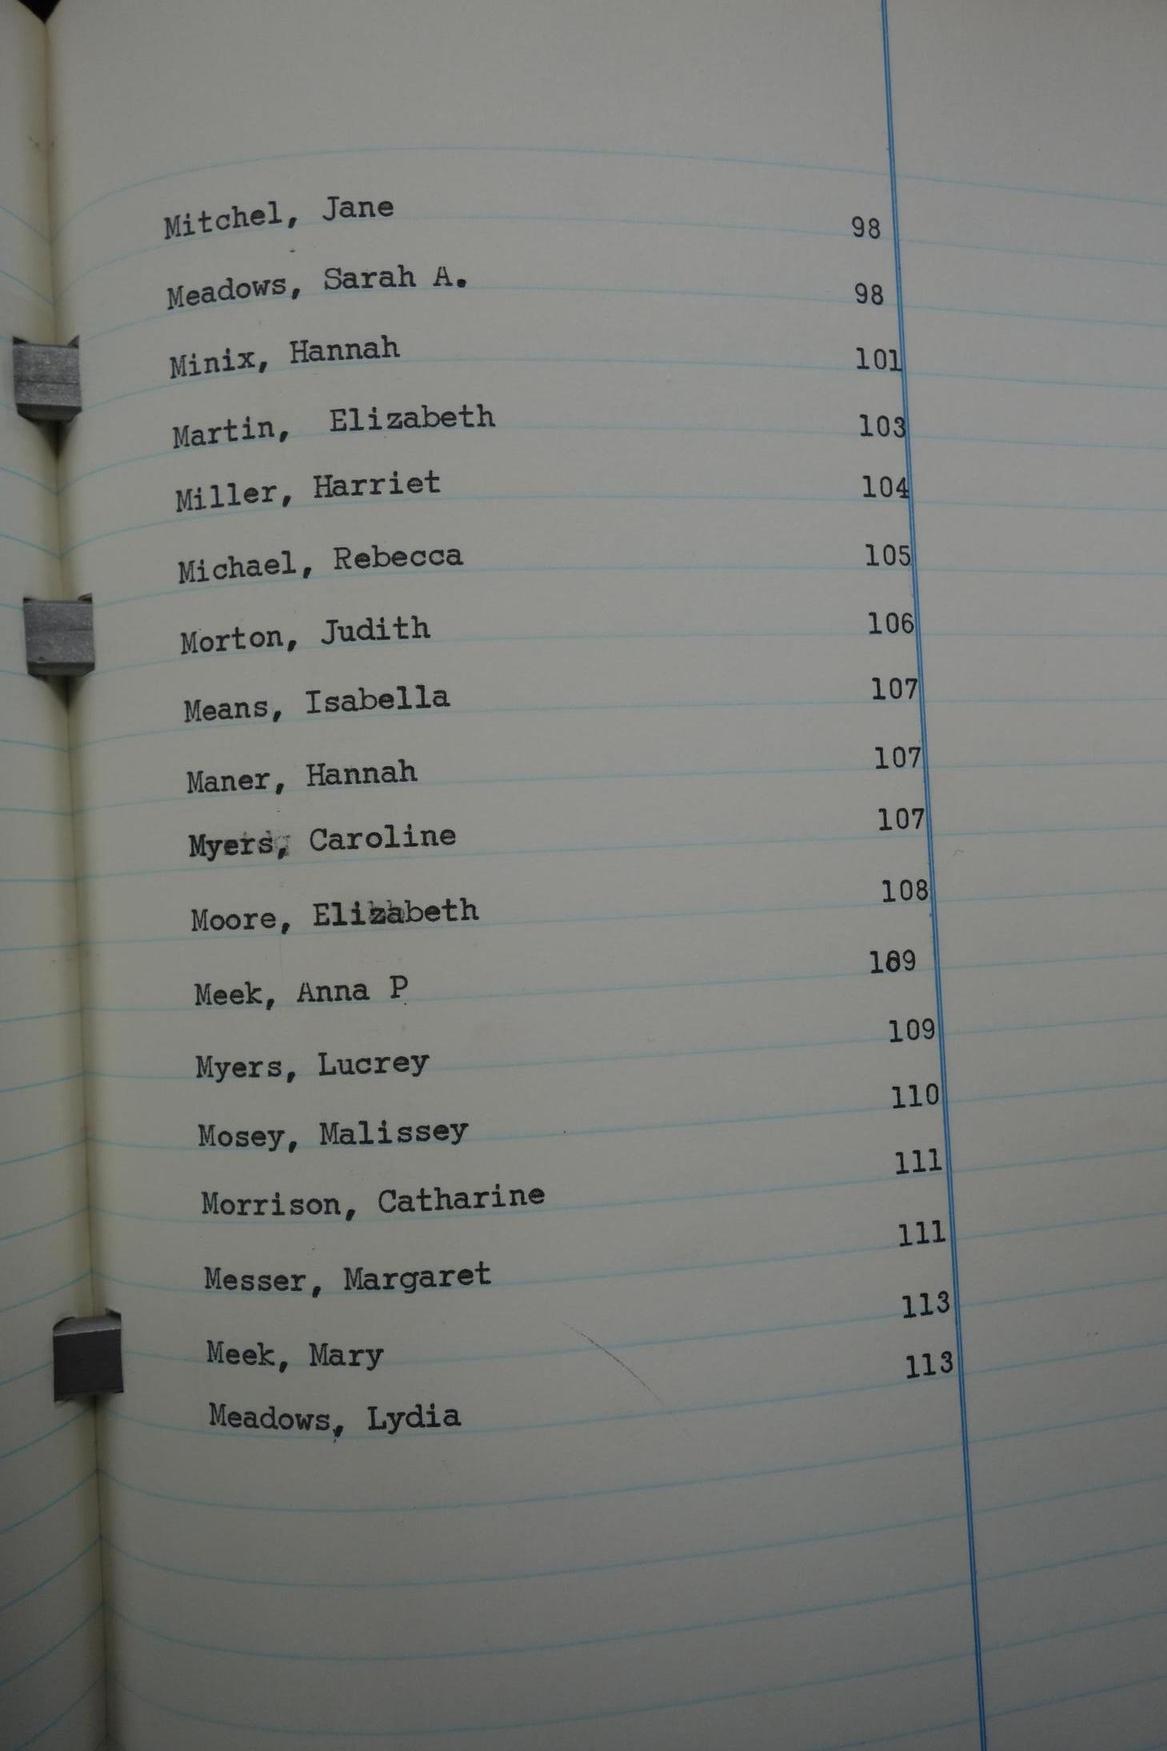 Mitchel, Jane 98
Meadows, Sarah A. 98
Minix, Hannah 101
Martin, Elizabeth 103
Miller, Harriet 104
Michael, Rebecca 105
Morton, Judith 106
Means, Isabella 107
Maner, Hannah 107
Myers, Caroline 107
Moore, Elizabeth 108
Meek, Anna P 109
Myers, Lucrey 109
Mosey, Malissey 110
Morrison, Catharine 111
Messer, Margaret 111
Meek, Mary 113
Meadows, Lydia 113